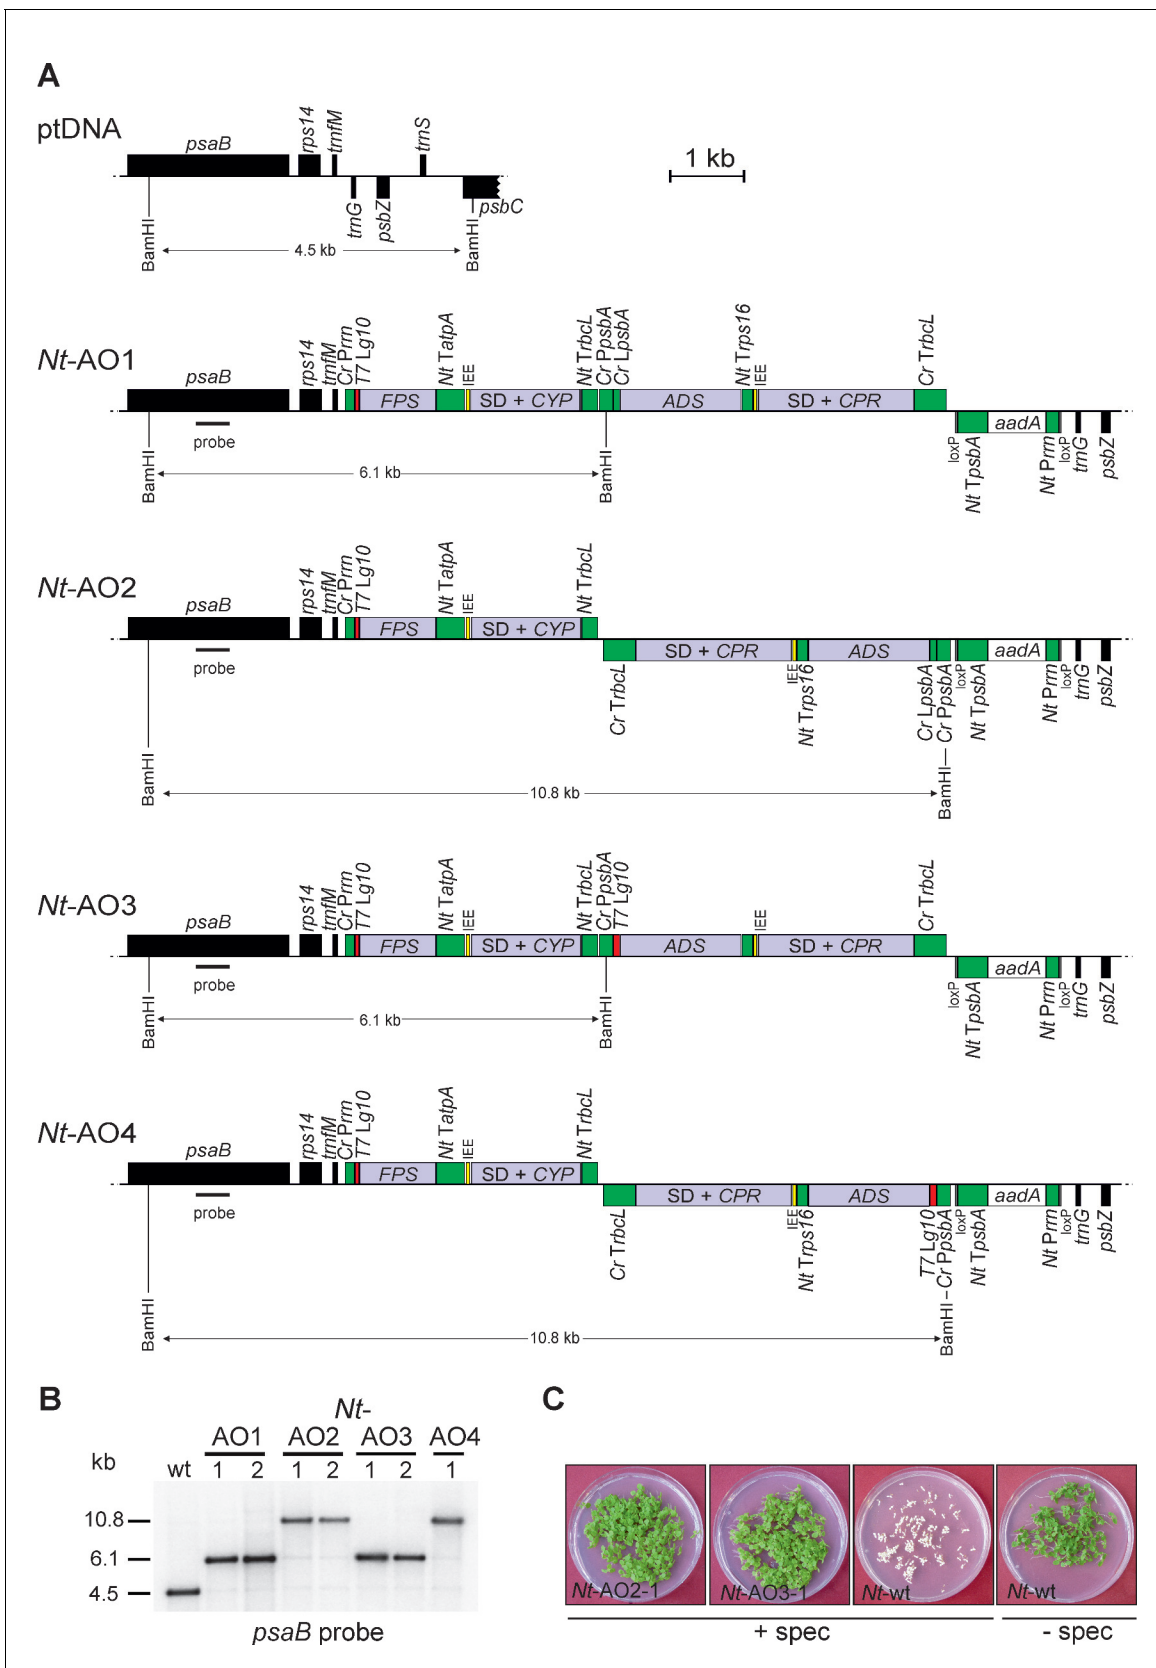 A
ptDNA
psaB
rps14
trnfM
trnS
trnG
psbZ
psbC
1 kb
BamHI
4.5 kb
BamHI
Nt-AO1
psaB
rps14
trnfM
Cr Prrn
T7 Lg10
Nt TatpA
IEE
Nt TrbcL
Cr PpsbA
Cr LpsbA
Nt Trps16
IEE
Cr TrbcL
FPS
SD + CYP
ADS
SD + CPR
probe
BamHI
6.1 kb
BamHI
loxP
Nt TpsbA
aadA
Nt Prrn
loxP
trnG
psbZ
Nt-AO2
psaB
rps14
trnfM
Cr Prrn
T7 Lg10
Nt TatpA
IEE
Nt TrbcL
FPS
SD + CYP
probe
Cr TrbcL
SD + CPR
IEE
Nt Trps16
ADS
Cr LpsbA
Cr PpsbA
loxP
Nt TpsbA
aadA
Nt Prrn
loxP
trnG
psbZ
BamHI
10.8 kb
BamHI
Nt-AO3
psaB
rps14
trnfM
Cr Prrn
T7 Lg10
Nt TatpA
IEE
Nt TrbcL
Cr PpsbA
T7 Lg10
IEE
Cr TrbcL
FPS
SD + CYP
ADS
SD + CPR
probe
BamHI
6.1 kb
BamHI
loxP
Nt TpsbA
aadA
Nt Prrn
loxP
trnG
psbZ
Nt-AO4
psaB
rps14
trnfM
Cr Prrn
T7 Lg10
Nt TatpA
IEE
Nt TrbcL
FPS
SD + CYP
probe
Cr TrbcL
SD + CPR
IEE
Nt Trps16
ADS
T7 Lg10
Cr PpsbA
loxP
Nt TpsbA
aadA
Nt Prrn
loxP
trnG
psbZ
BamHI
10.8 kb
BamHI
B
Nt-
AO1 AO2 AO3 AO4
kb wt 1 2 1 2 1 2 1
10.8
6.1
4.5
psaB probe
C
Nt-AO2-1
Nt-AO3-1
Nt-wt
Nt-wt
+ spec
- spec